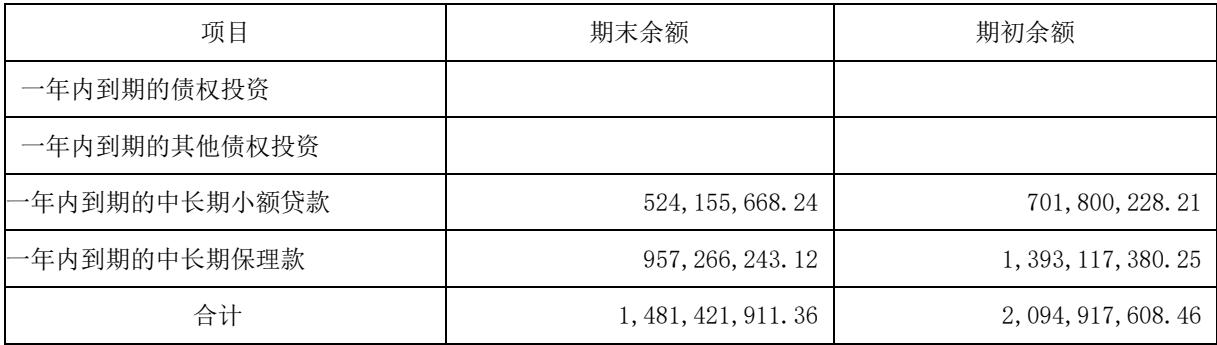 项目 期末余额 期初余额
一年内到期的债权投资
一年内到期的其他债权投资
一年内到期的中长期小额贷款 524,155,668.24 701,800,228.21
一年内到期的中长期保理款 957,266,243.12 1,393,117,380.25
合计 1,481,421,911.36 2,094,917,608.46